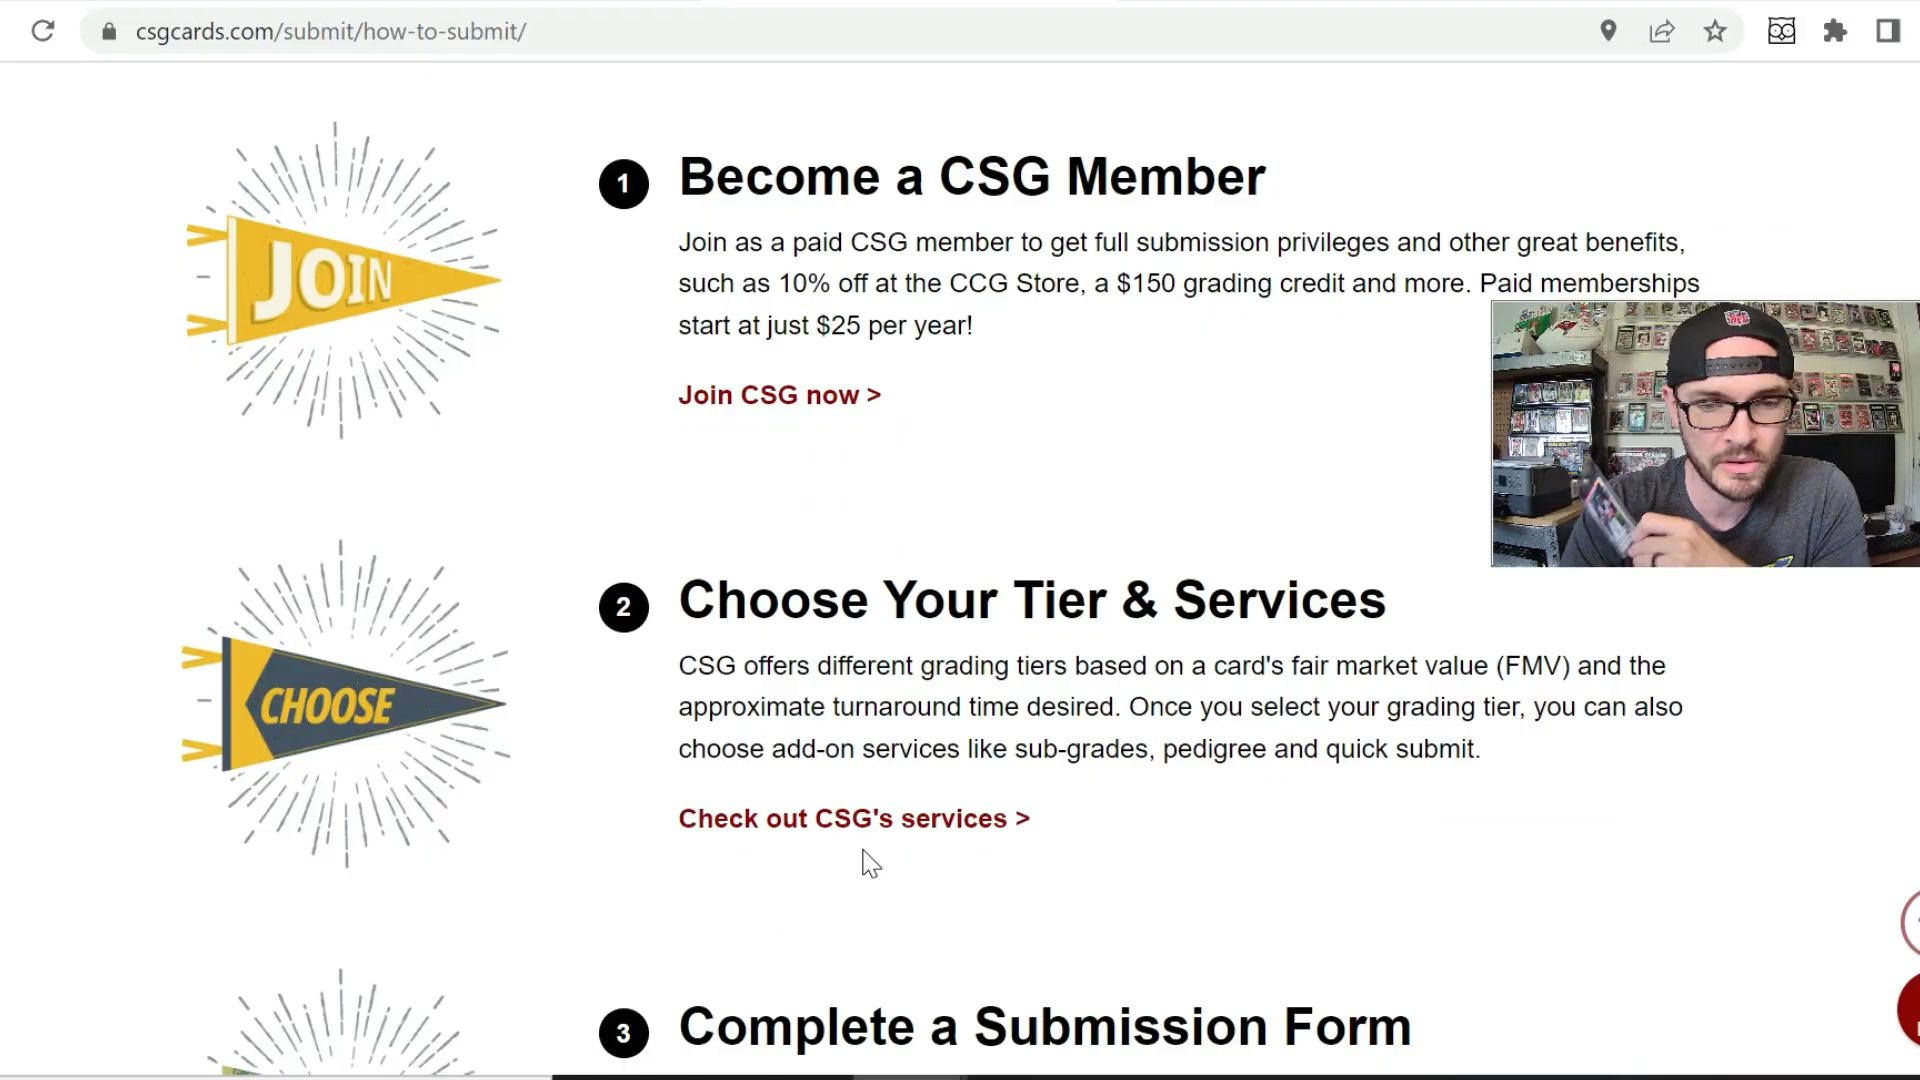 csgcards.com/submit/how-to-submit/
JOIN
1
Become a CSG Member
Join as a paid CSG member to get full submission privileges and other great benefits,
such as 10% off at the CCG Store, a $150 grading credit and more. Paid memberships
start at just $25 per year!
Join CSG now >
CHOOSE
2
Choose Your Tier & Services
CSG offers different grading tiers based on a card's fair market value (FMV) and the
approximate turnaround time desired. Once you select your grading tier, you can also
choose add-on services like sub-grades, pedigree and quick submit.
Check out CSG's services >
3
Complete a Submission Form
NFL